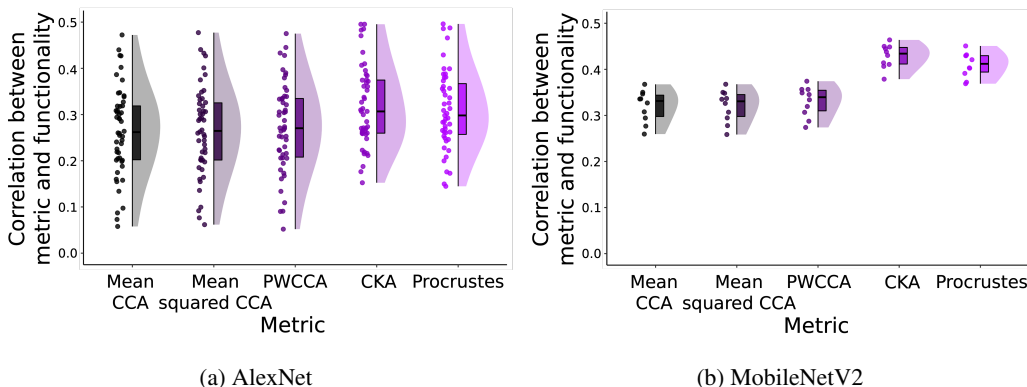 Correlation between
metric and functionality
0.5
0.4
0.3
0.2
0.1
0.0
Mean
CCA
Mean
squared CCA
PWCCA
CKA
Procrustes
Metric
(a) AlexNet
Correlation between
metric and functionality
0.5
0.4
0.3
0.2
0.1
0.0
Mean
CCA
Mean
squared CCA
PWCCA
CKA
Procrustes
Metric
(b) MobileNetV2